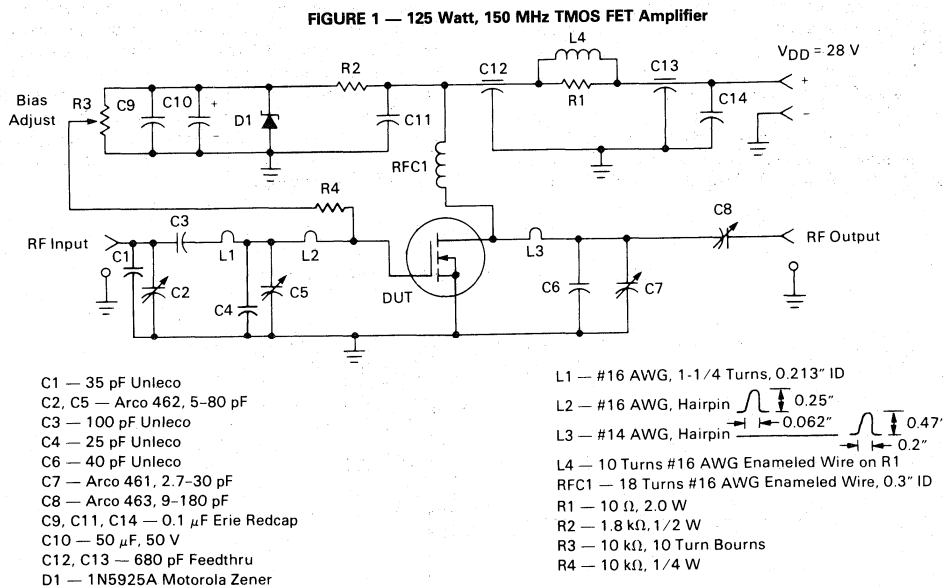 FIGURE 1 — 125 Watt, 150 MHz TMOS FET Amplifier
L4
VDD = 28 V
R2
C12
C13
+
R1
Bias
Adjust
R3
C9
C10
+
-
D1
C11
C14
–
RFC1
R4
C3
C8
RF Input
C1
L1
L2
L3
RF Output
C2
C4
C5
DUT
C6
C7
C1 — 35 pF Unleco
C2, C5 — Arco 462, 5-80 pF
C3 — 100 pF Unleco
C4 — 25 pF Unleco
C6 — 40 pF Unleco
C7 — Arco 461, 2.7-30 pF
C8 — Arco 463, 9-180 pF
C9, C11, C14 — 0.1 μF Erie Redcap
C10 — 50 μF, 50 V
C12, C13 — 680 pF Feedthru
D1 — 1N5925A Motorola Zener
L1 — #16 AWG, 1-1/4 Turns, 0.213″ ID
L2 — #16 AWG, Hairpin 0.25″
0.062″
L3 — #14 AWG, Hairpin 0.47″
0.2″
L4 — 10 Turns #16 AWG Enameled Wire on R1
RFC1 — 18 Turns #16 AWG Enameled Wire, 0.3″ ID
R1 — 10 Ω, 2.0 W
R2 — 1.8 kΩ, 1/2 W
R3 — 10 kΩ, 10 Turn Bourns
R4 — 10 kΩ, 1/4 W